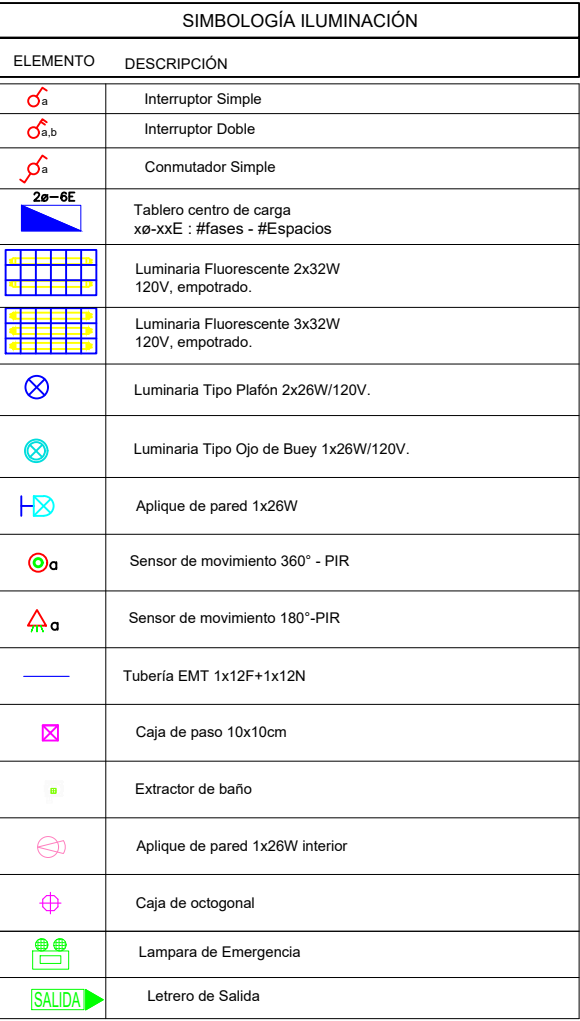 SIMBOLOGÍA ILUMINACIÓN
ELEMENTO DESCRIPCIÓN
a Interruptor Simple
a,b Interruptor Doble
a Conmutador Simple
2ø-6E
Tablero centro de carga
xø-xxE : #fases - #Espacios
Luminaria Fluorescente 2x32W
120V, empotrado.
Luminaria Fluorescente 3x32W
120V, empotrado.
Luminaria Tipo Plafón 2x26W/120V.
Luminaria Tipo Ojo de Buey 1x26W/120V.
Aplique de pared 1x26W
a Sensor de movimiento 360° - PIR
a Sensor de movimiento 180°-PIR
Tubería EMT 1x12F+1x12N
Caja de paso 10x10cm
Extractor de baño
Aplique de pared 1x26W interior
Caja de octogonal
Lampara de Emergencia
SALIDA Letrero de Salida